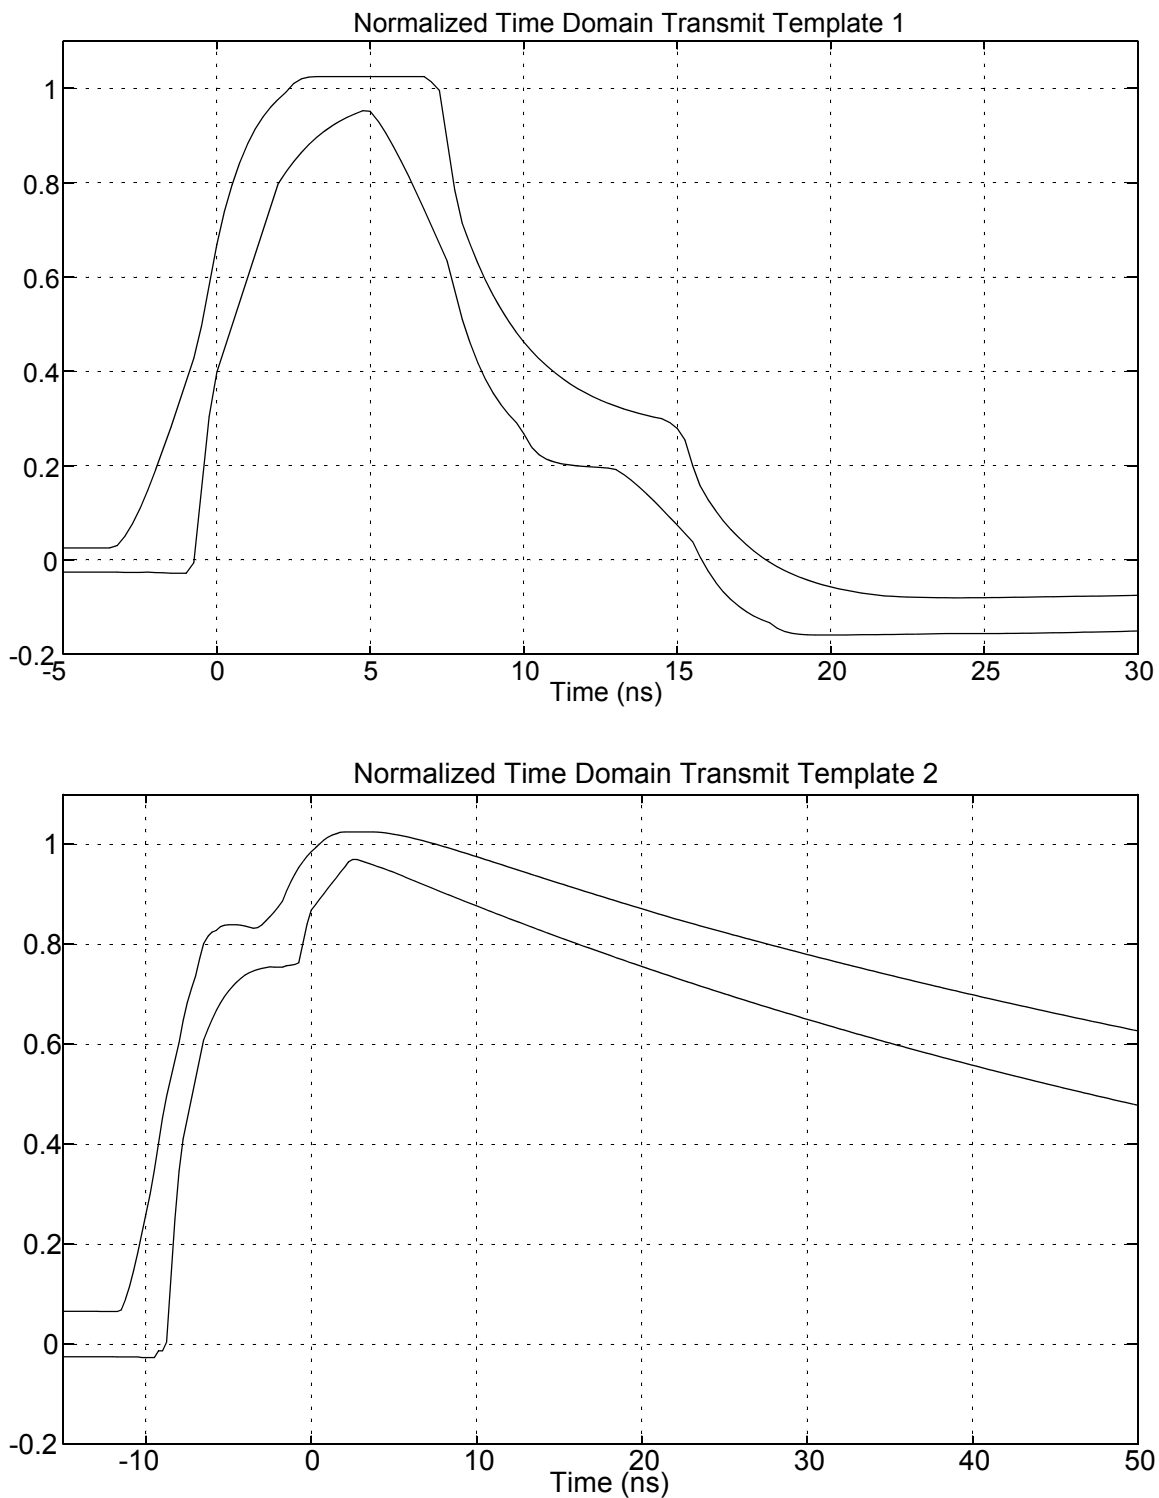 Normalized Time Domain Transmit Template 1
1
0.8
0.6
0.4
0.2
0
-0.2
-5 0 5 10 15 20 25 30
Time (ns)
Normalized Time Domain Transmit Template 2
1
0.8
0.6
0.4
0.2
0
-0.2
-10 0 10 20 30 40 50
Time (ns)